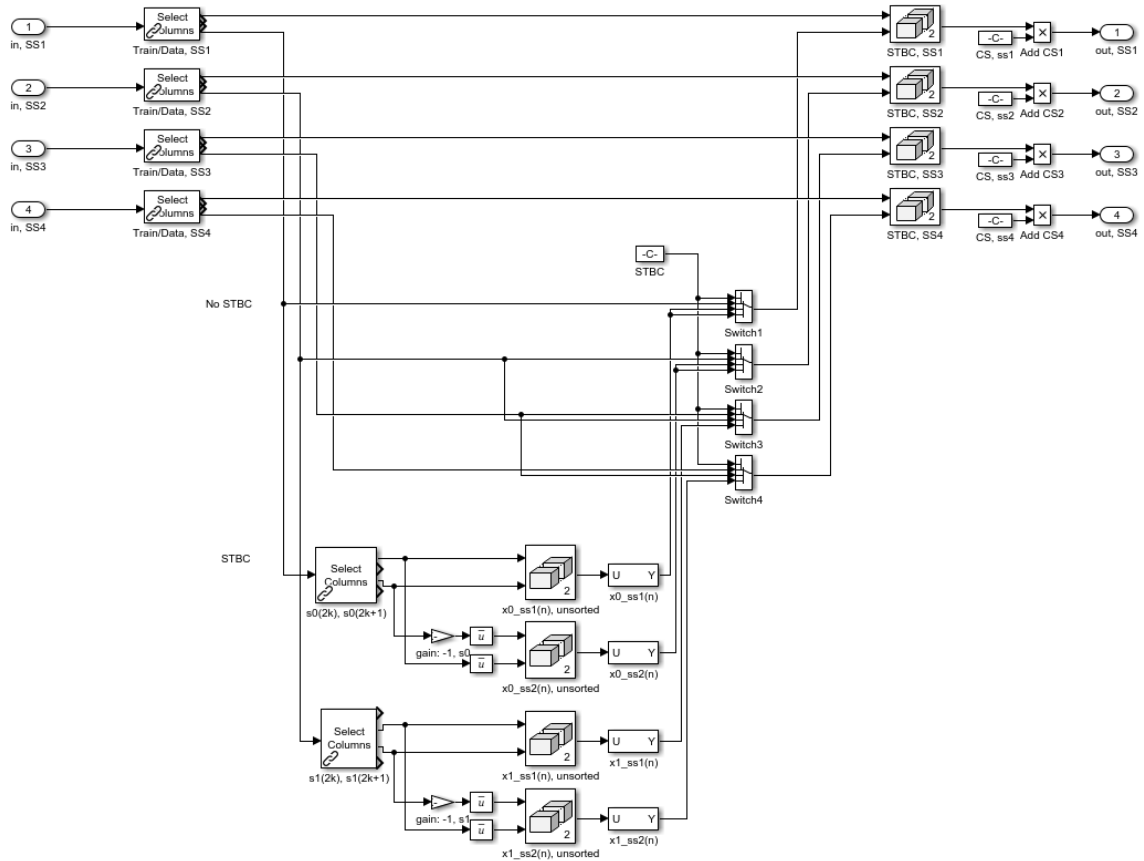 1
in, SS1
Select
Columns
Train/Data, SS1
2
STBC, SS1
-C-
CS, ss1
×
Add CS1
1
out, SS1
2
in, SS2
Select
Columns
Train/Data, SS2
2
STBC, SS2
-C-
CS, ss2
×
Add CS2
2
out, SS2
3
in, SS3
Select
Columns
Train/Data, SS3
2
STBC, SS3
-C-
CS, ss3
×
Add CS3
3
out, SS3
4
in, SS4
Select
Columns
Train/Data, SS4
2
STBC, SS4
-C-
CS, ss4
×
Add CS4
4
out, SS4
-C-
STBC
No STBC
Switch1
Switch2
Switch3
Switch4
STBC
Select
Columns
s0(2k), s0(2k+1)
2
x0_ss1(n), unsorted
U Y
x0_ss1(n)
-
gain: -1, s0
u̅
u̅
2
x0_ss2(n), unsorted
U Y
x0_ss2(n)
Select
Columns
s1(2k), s1(2k+1)
2
x1_ss1(n), unsorted
U Y
x1_ss1(n)
-
gain: -1, s1
u̅
u̅
2
x1_ss2(n), unsorted
U Y
x1_ss2(n)